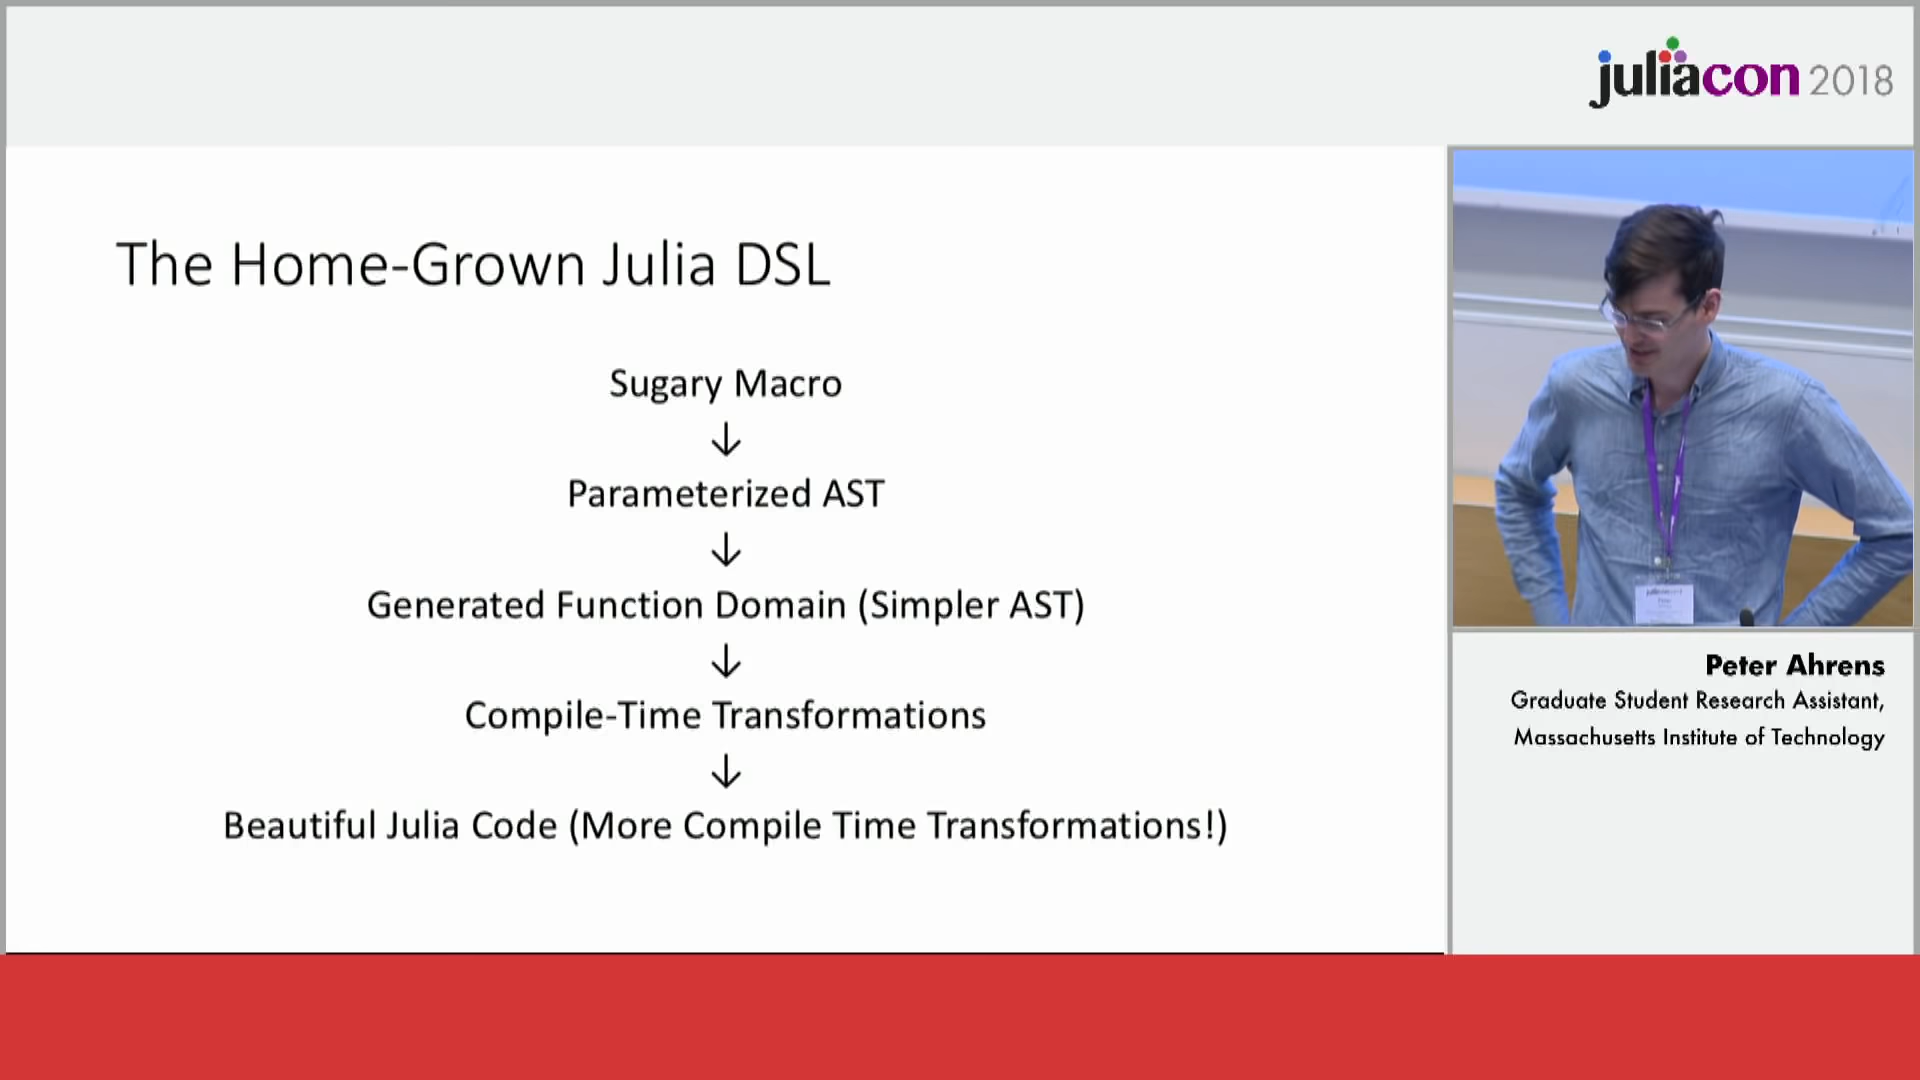 juliacon 2018
The Home-Grown Julia DSL
Sugary Macro
↓
Parameterized AST
↓
Generated Function Domain (Simpler AST)
↓
Compile-Time Transformations
↓
Beautiful Julia Code (More Compile Time Transformations!)
Peter Ahrens
Graduate Student Research Assistant,
Massachusetts Institute of Technology